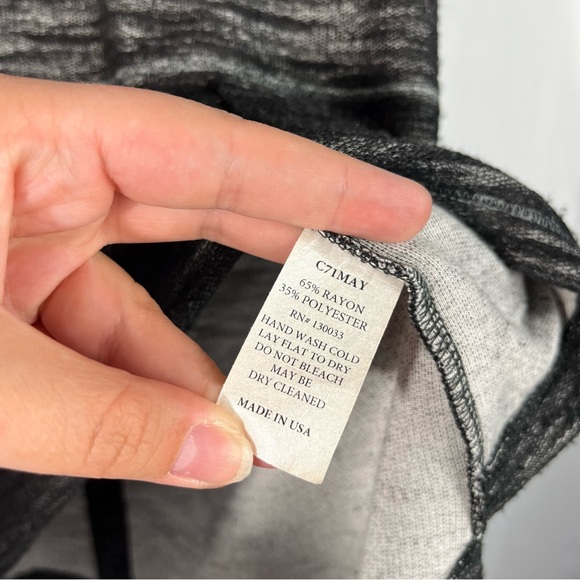 C71MAY
65% RAYON
35% POLYESTER
RN# 130033
HAND WASH COLD
LAY FLAT TO DRY
DO NOT BLEACH
MAY BE
DRY CLEANED
MADE IN USA